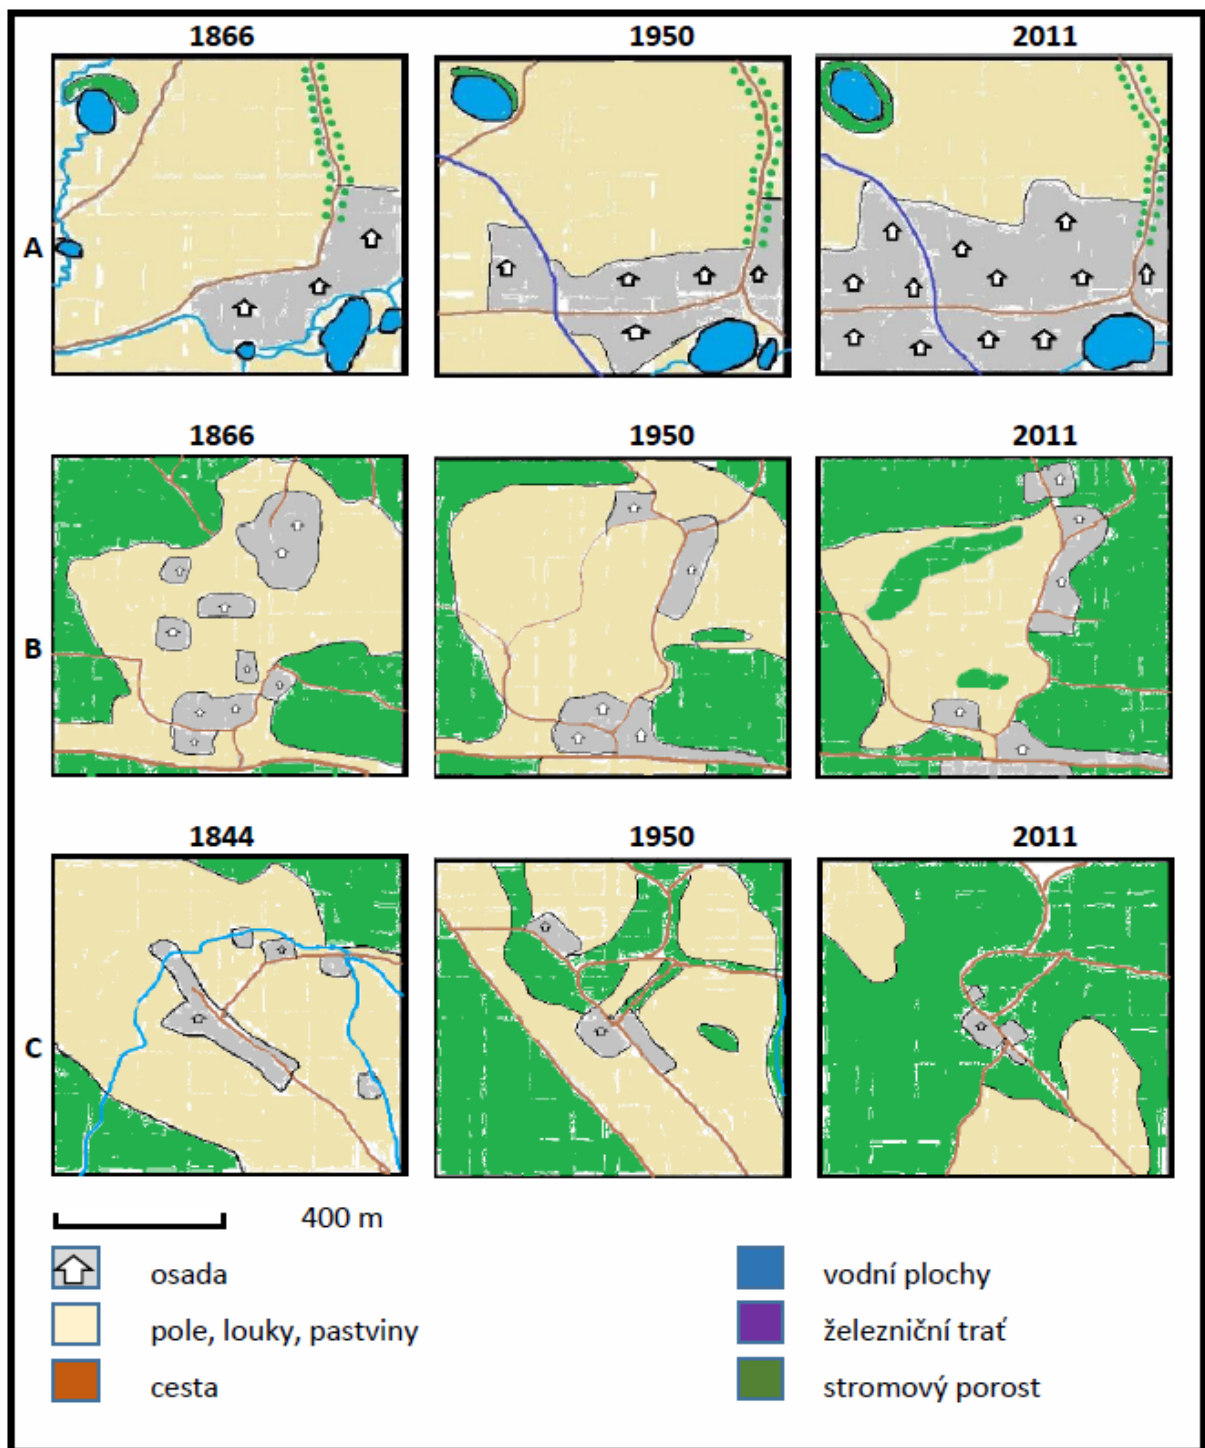 1866 1950 2011
A
1866 1950 2011
B
1844 1950 2011
C
400 m
osada
vodní plochy
pole, louky, pastviny
železniční trať
cesta
stromový porost